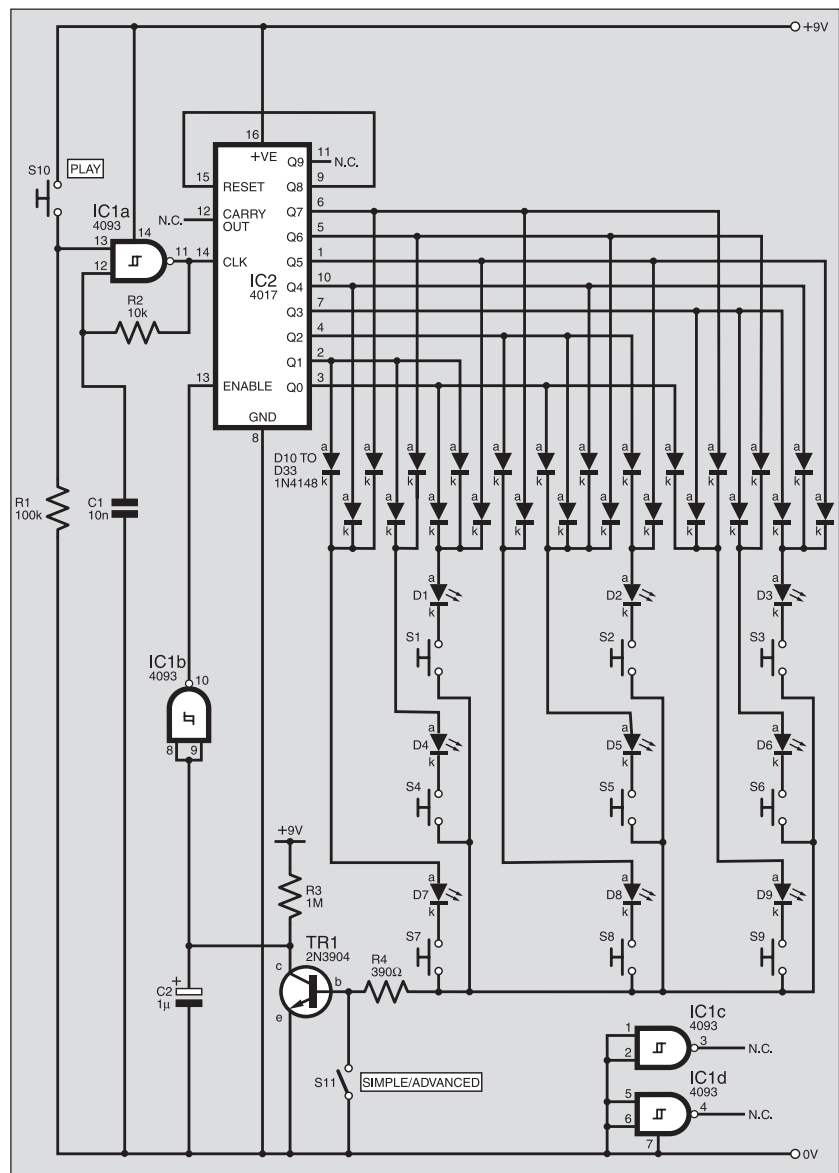 +9V
S10
PLAY
IC1a
4093
14
13
12
11
R2
10k
R1
100k
C1
10n
16
+VE
15
RESET
N.C.
12
CARRY
OUT
14
CLK
IC2
4017
13
ENABLE
GND
8
Q9
11
N.C.
Q8
9
Q7
6
Q6
5
Q5
1
Q4
10
Q3
7
Q2
4
Q1
2
Q0
3
a a a a a a a a a a a a
D10 TO
D33
1N4148
k k k k k k k k k k k k
a a a a a a a a a a a a
k k k k k k k k k k k k
a
D1
k
a
D2
k
a
D3
k
S1
S2
S3
IC1b
4093
10
8
9
a
D4
k
a
D5
k
a
D6
k
S4
S5
S6
+9V
R3
1M
a
D7
k
a
D8
k
a
D9
k
S7
S8
S9
TR1
2N3904
c
b
e
R4
390Ω
+
C2
1µ
S11
SIMPLE/ADVANCED
IC1c
4093
1
2
3
N.C.
IC1d
4093
5
6
4
N.C.
7
0V